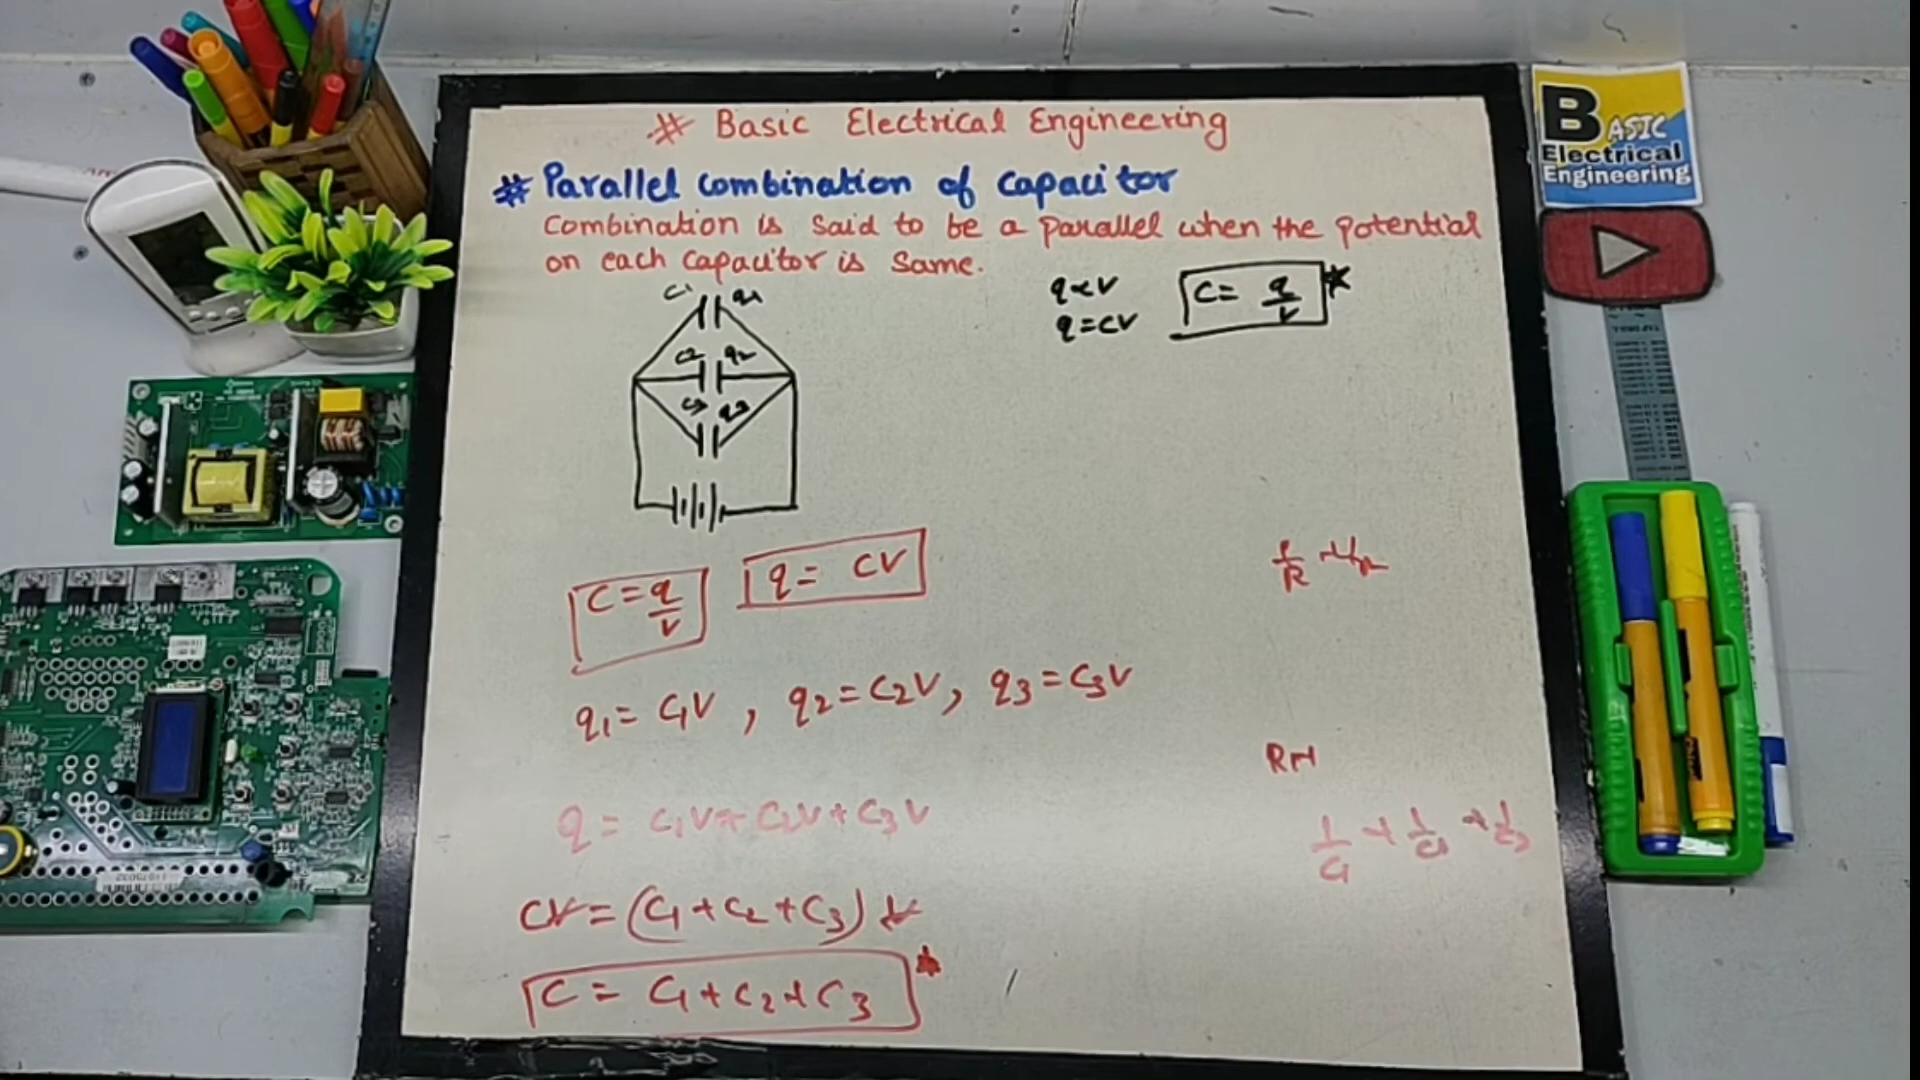 # Basic Electrical Engineering
BASIC
Electrical
Engineering
# Parallel combination of capacitor
Combination is said to be a parallel when the potential
on each capacitor is same.
q∝V
q=CV
C= q/V *
C1 q1
C2 q2
C3 q3
C=q/V
q= CV
q1= C1V , q2=C2V, q3=C3V
q= C1V+ C2V+ C3V
CV=(C1+C2+C3)V
C= C1+C2+C3 *